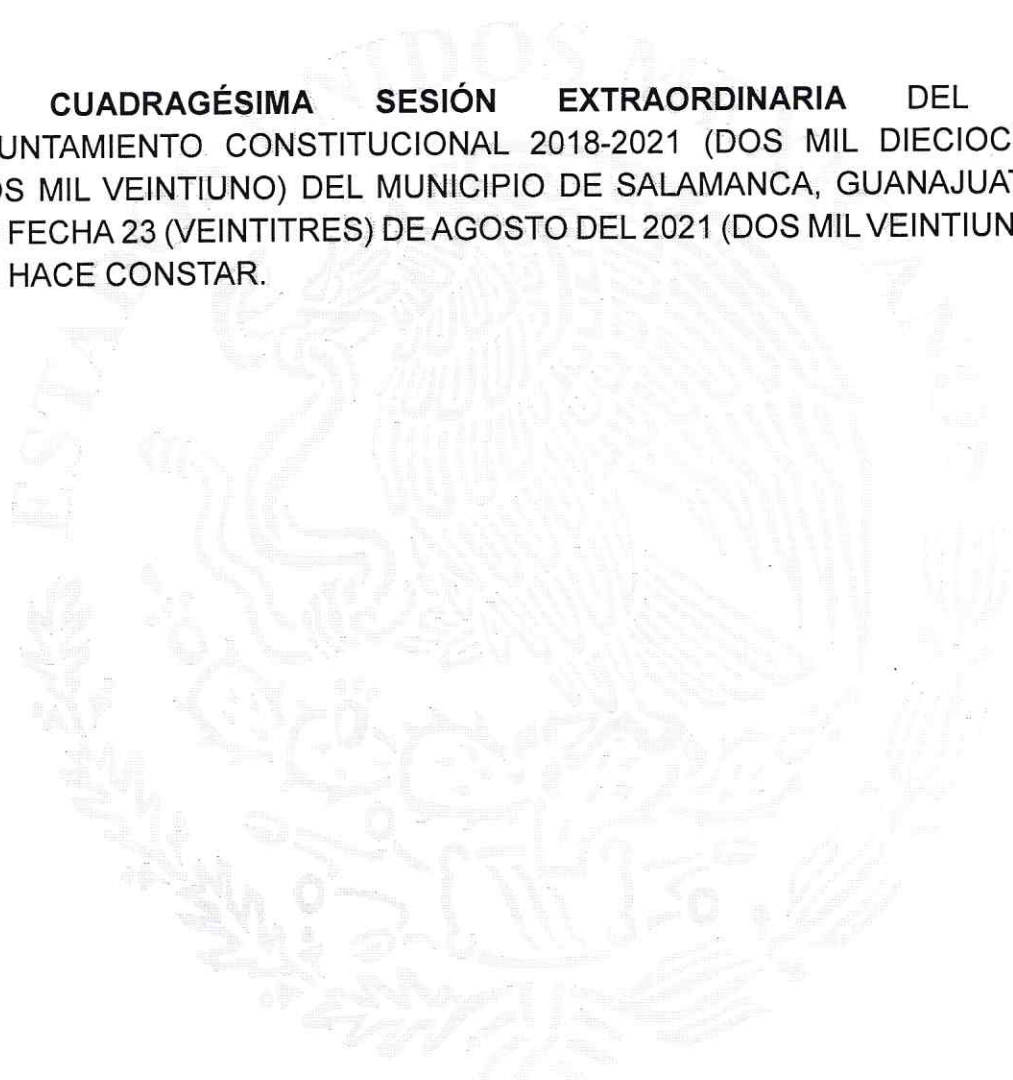 CUADRAGÉSIMA SESIÓN EXTRAORDINARIA DEL
UNTAMIENTO CONSTITUCIONAL 2018-2021 (DOS MIL DIECIOC
OS MIL VEINTIUNO) DEL MUNICIPIO DE SALAMANCA, GUANAJUAT
FECHA 23 (VEINTITRES) DE AGOSTO DEL 2021 (DOS MIL VEINTIUN
HACE CONSTAR.